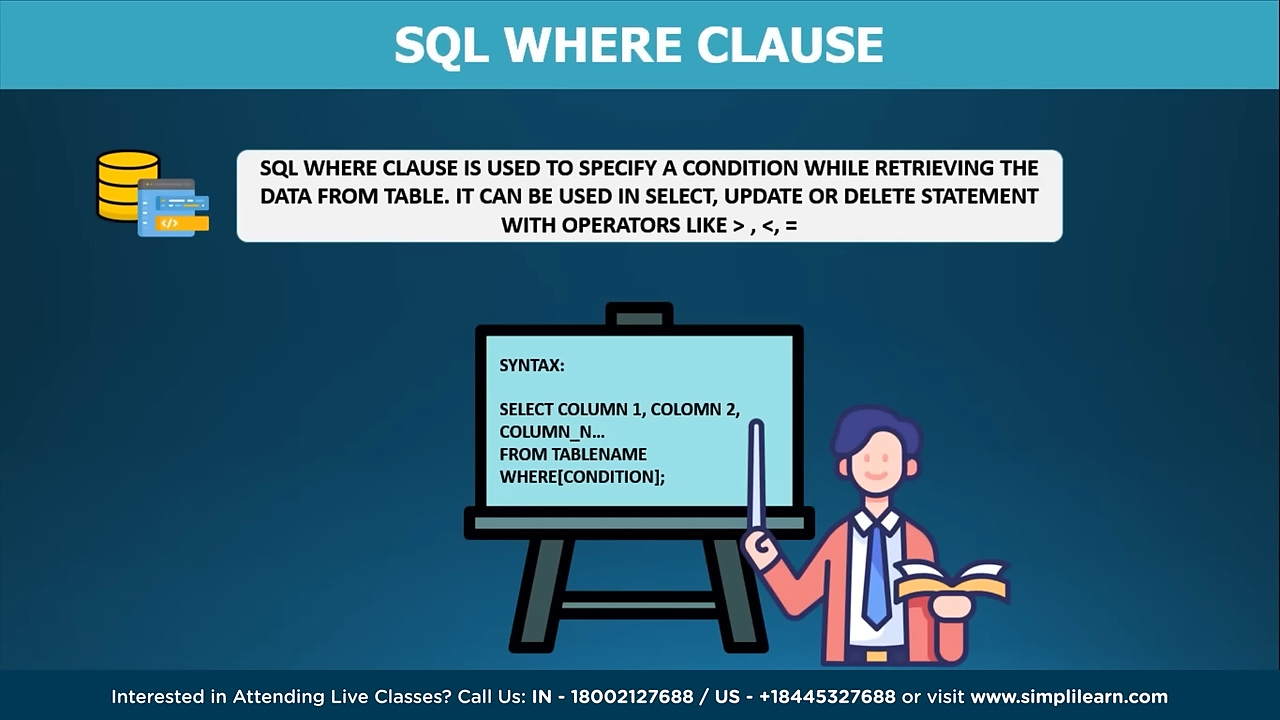 SQL WHERE CLAUSE
SQL WHERE CLAUSE IS USED TO SPECIFY A CONDITION WHILE RETRIEVING THE
DATA FROM TABLE. IT CAN BE USED IN SELECT, UPDATE OR DELETE STATEMENT
WITH OPERATORS LIKE > , <, =
</>
SYNTAX:
SELECT COLUMN 1, COLOMN 2,
COLUMN_N...
FROM TABLENAME
WHERE[CONDITION];
Interested in Attending Live Classes? Call Us: IN - 18002127688 / US - +18445327688 or visit www.simplilearn.com